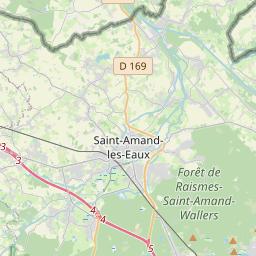 D 169
Saint-Amand-
les-Eaux
Forêt de
Raismes-
Saint-Amand-
Wallers
3
3
4
4
5